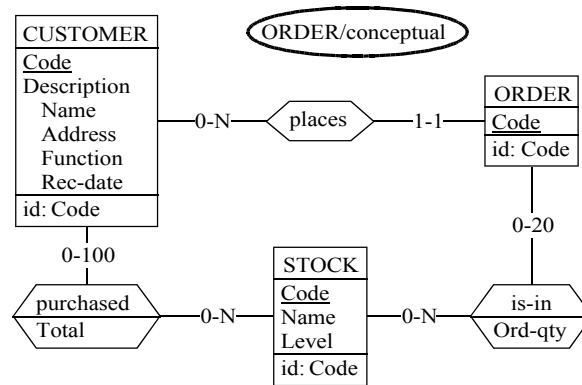 CUSTOMER
Code
Description
Name
Address
Function
Rec-date
id: Code
ORDER/conceptual
0-N
places
1-1
ORDER
Code
id: Code
0-100
0-20
purchased
Total
0-N
STOCK
Code
Name
Level
id: Code
0-N
is-in
Ord-qty